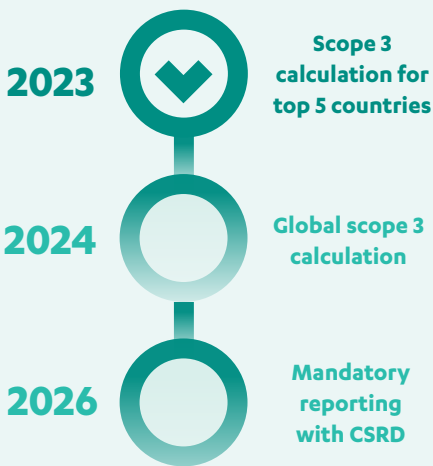 2023
Scope 3
calculation for
top 5 countries
2024
Global scope 3
calculation
2026
Mandatory
reporting
with CSRD